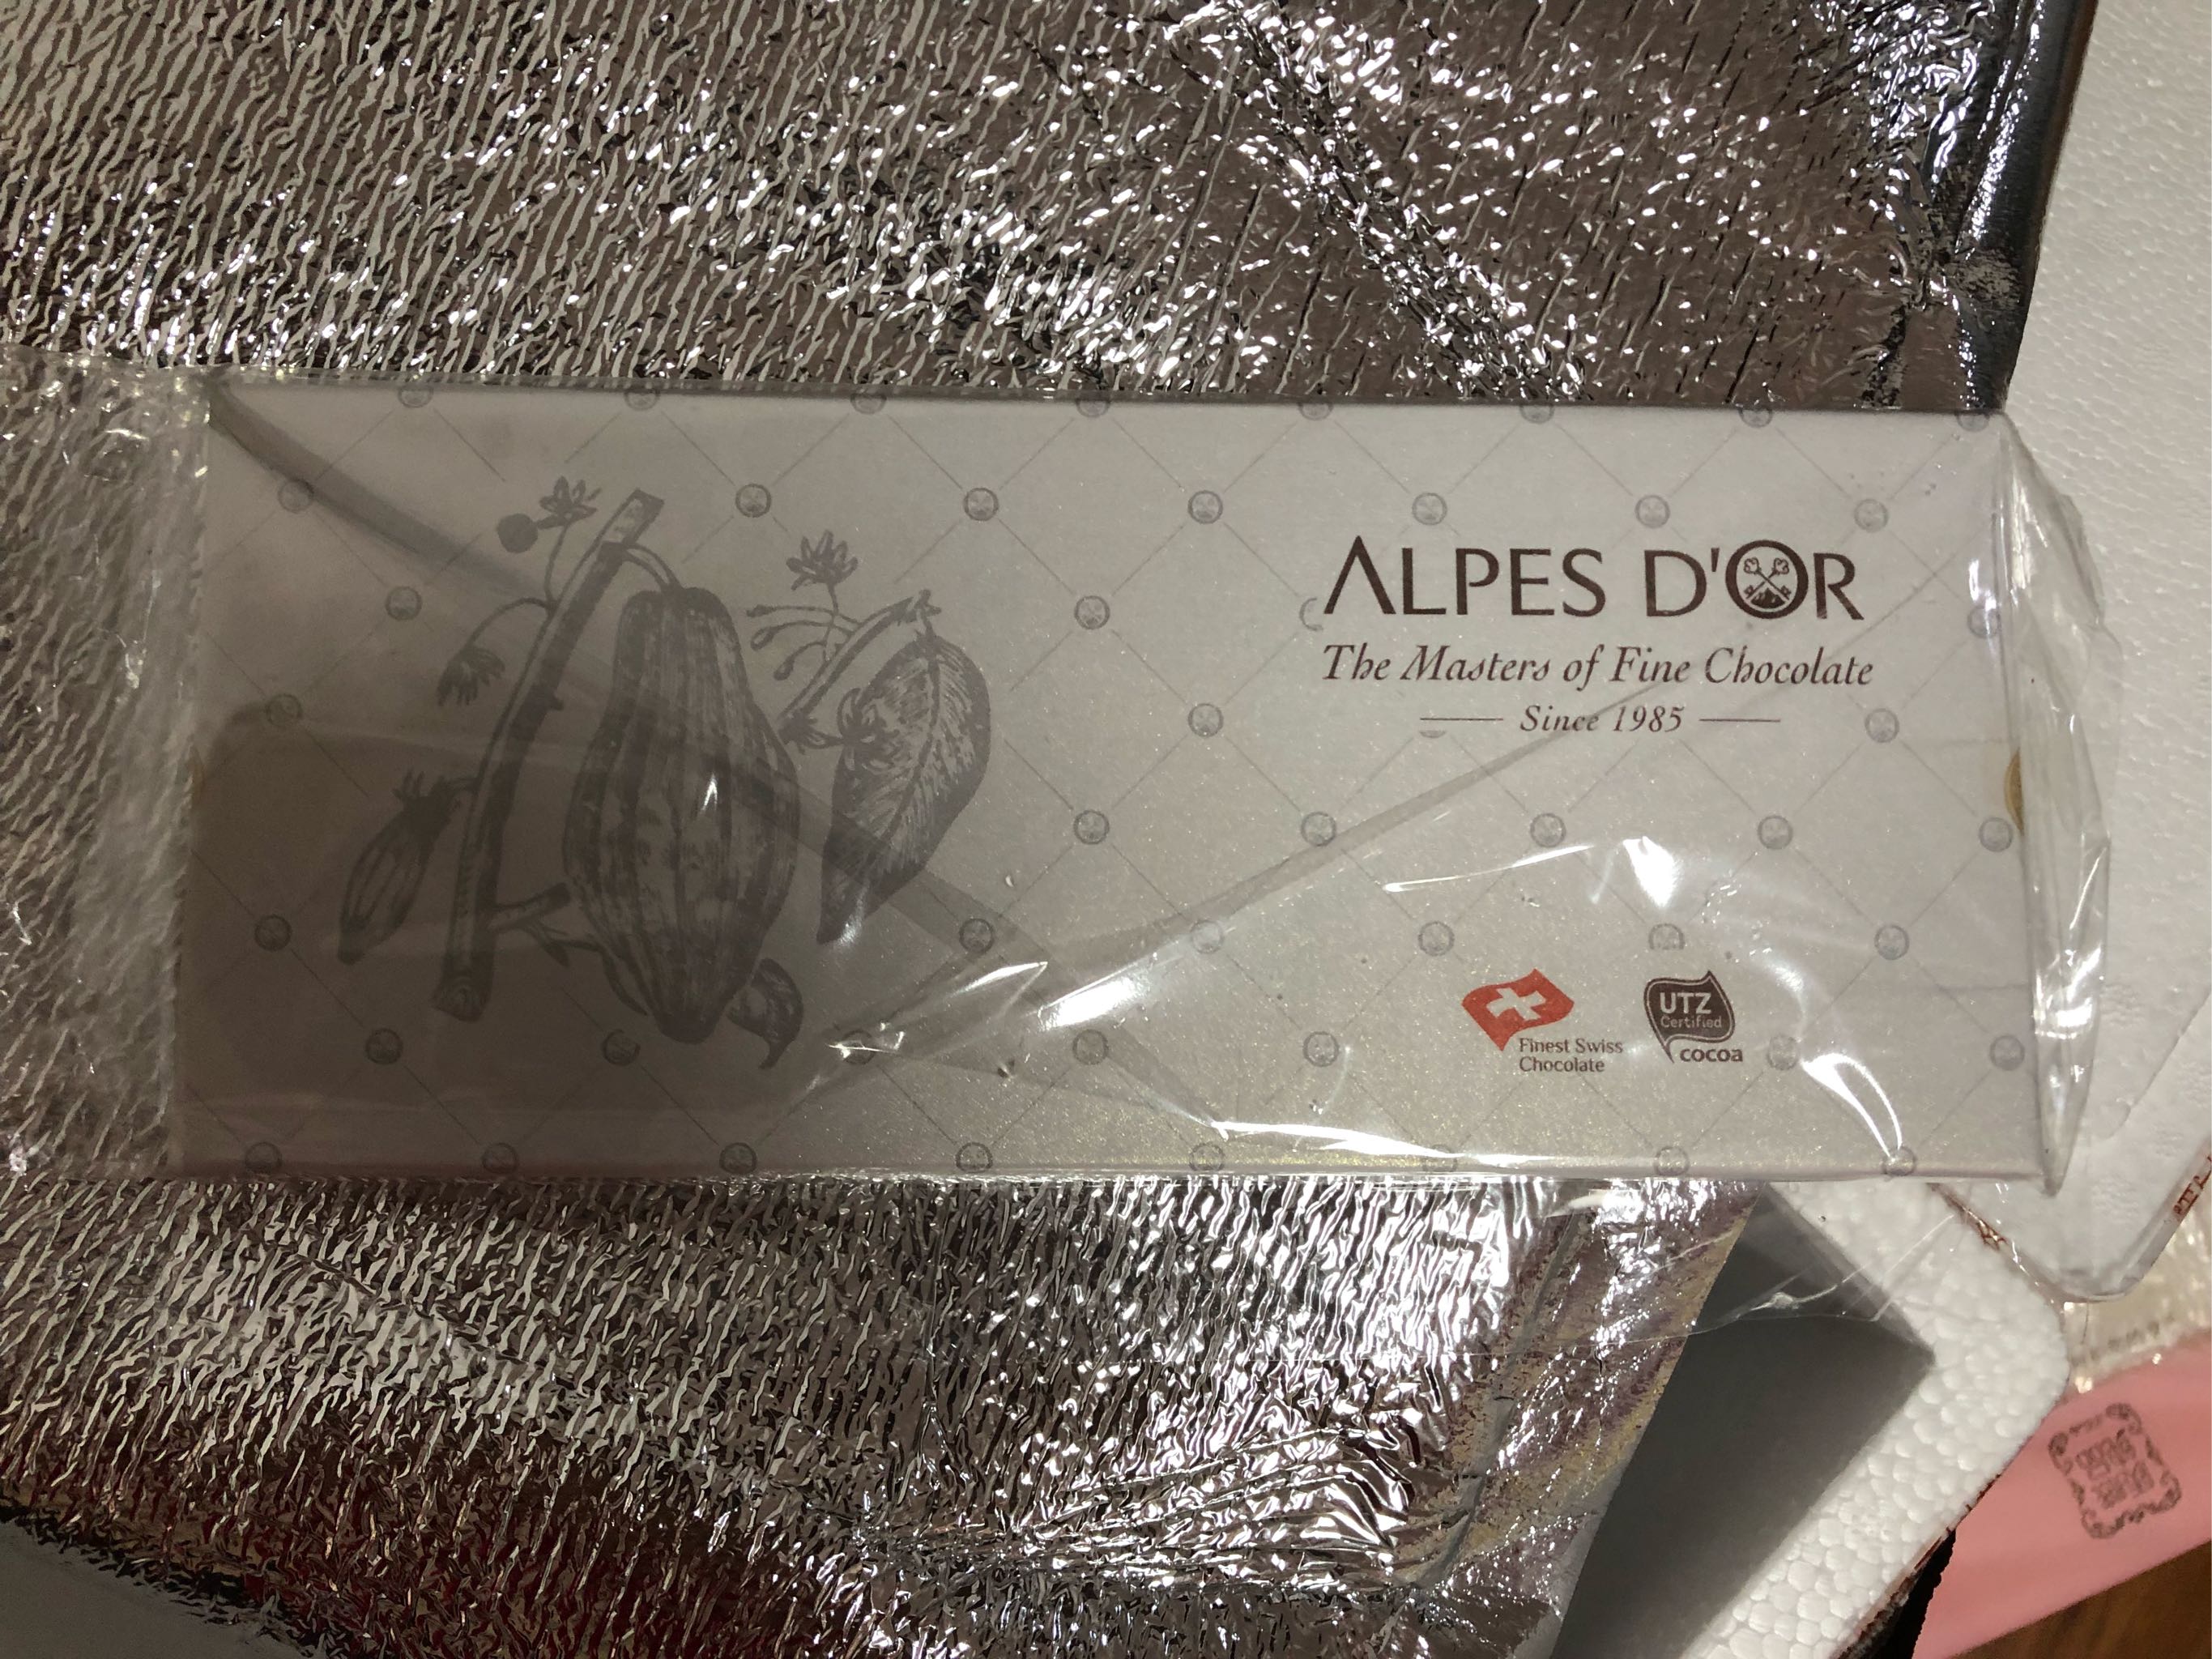 ALPES D'OR
The Masters of Fine Chocolate
Since 1985
Finest Swiss
Chocolate
UTZ
Certified
cocoa